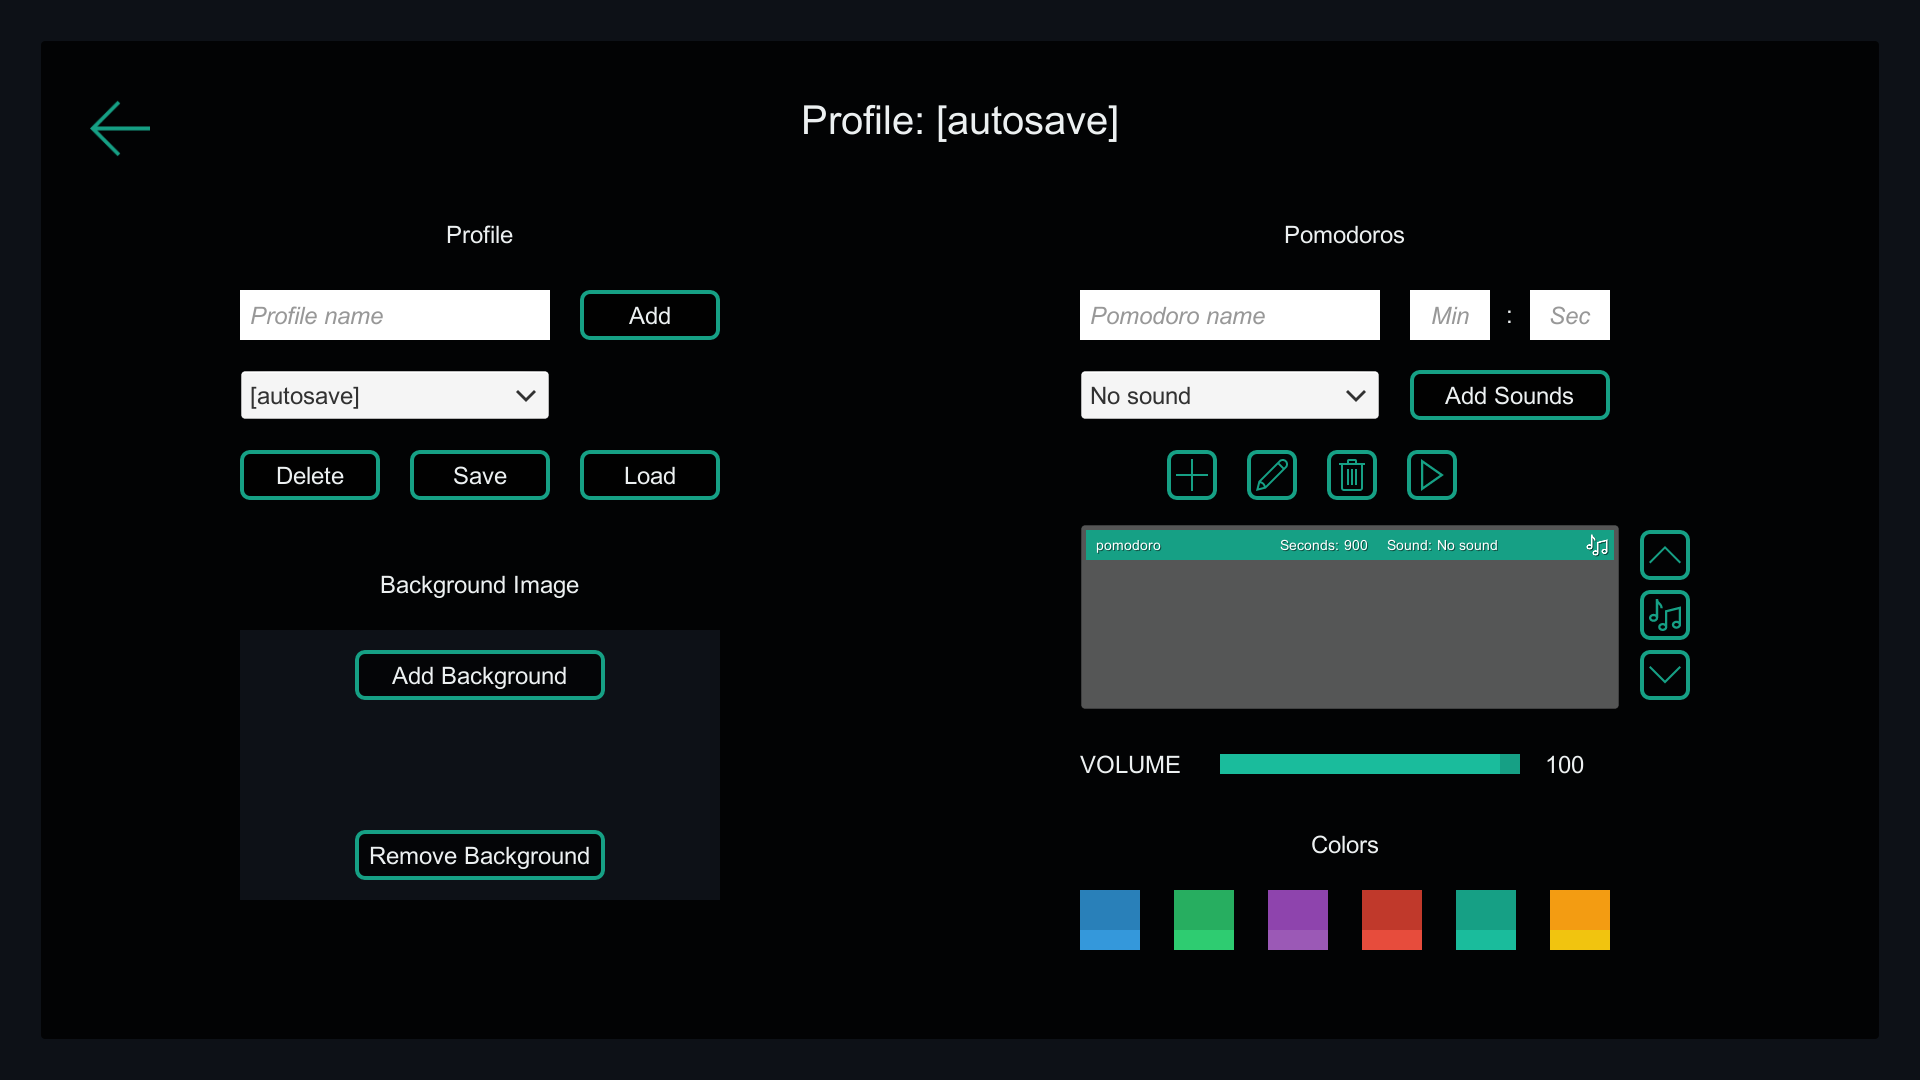 Profile: [autosave]
Profile
Profile name
Add
[autosave]
Delete
Save
Load
Background Image
Add Background
Remove Background
Pomodoros
Pomodoro name
Min : Sec
No sound
Add Sounds
pomodoro Seconds: 900 Sound: No sound
VOLUME 100
Colors